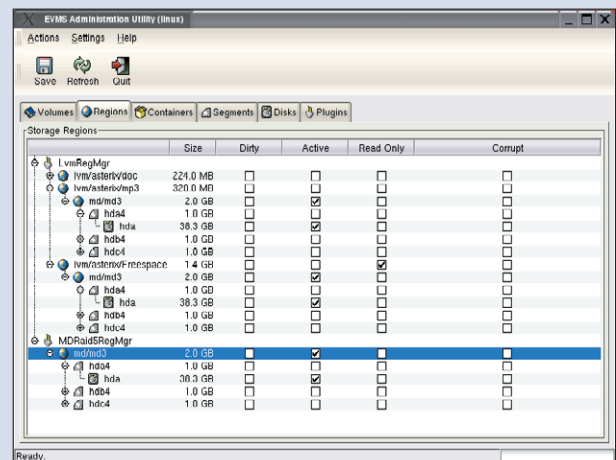 EVMS Administration Utility (linux)
Actions Settings Help
Save Refresh Quit
Volumes Regions Containers Segments Disks Plugins
Storage Regions
Size Dirty Active Read Only Corrupt
LvmRegMgr
lvm/asterix/doc 224.0 MB
lvm/asterix/mp3 320.0 MB
md/md3 2.0 GB
hda4 1.0 GB
hda 38.3 GB
hdb4 1.0 GB
hdc4 1.0 GB
lvm/asterix/Freespace 1.4 GB
md/md3 2.0 GB
hda4 1.0 GB
hda 38.3 GB
hdb4 1.0 GB
hdc4 1.0 GB
MDRaid5RegMgr
md/md3 2.0 GB
hda4 1.0 GB
hda 38.3 GB
hdb4 1.0 GB
hdc4 1.0 GB
Ready.